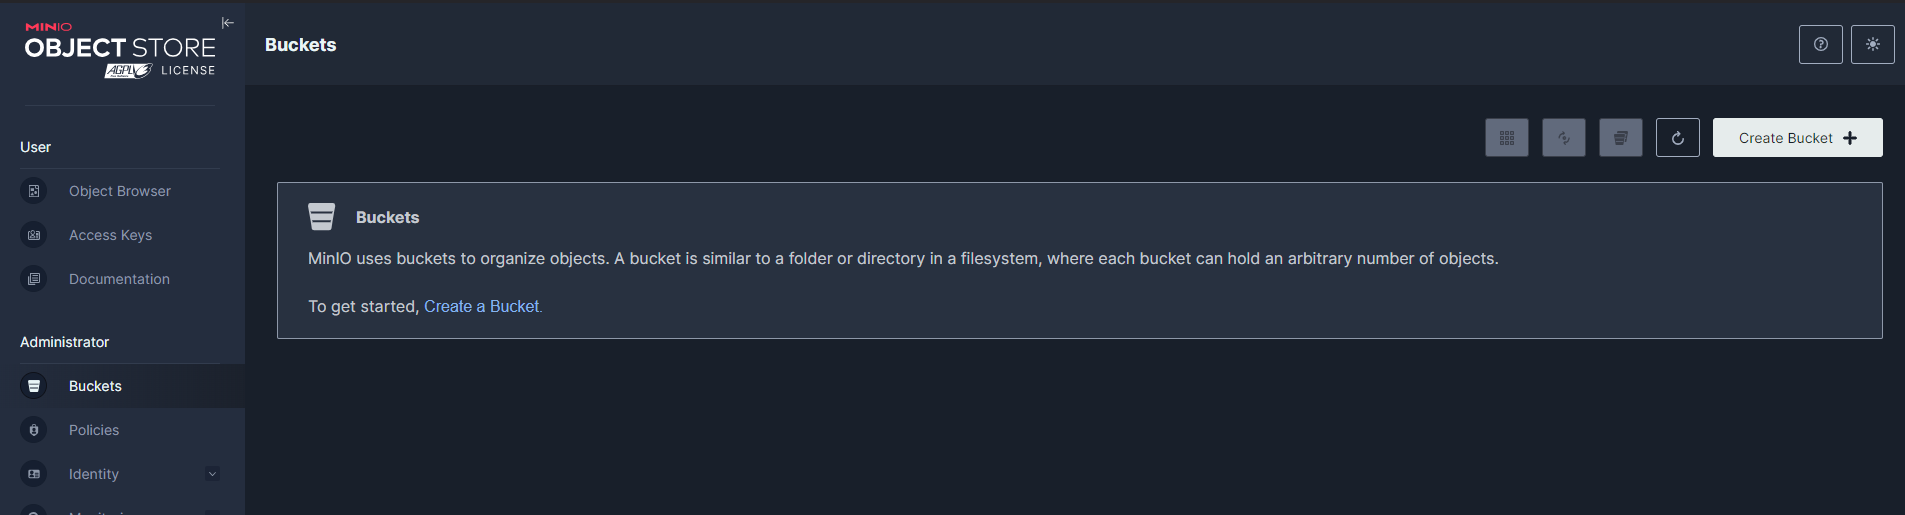 MINIO
OBJECT STORE
AGPLV3 LICENSE
User
Object Browser
Access Keys
Documentation
Administrator
Buckets
Policies
Identity
Buckets
Create Bucket
Buckets
MinIO uses buckets to organize objects. A bucket is similar to a folder or directory in a filesystem, where each bucket can hold an arbitrary number of objects.
To get started, Create a Bucket.